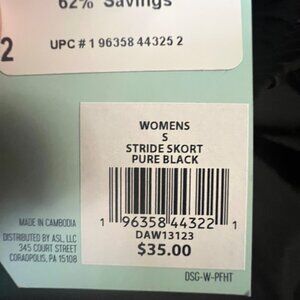 62% Savings
2
UPC # 1 96358 44325 2
WOMENS
S
STRIDE SKORT
PURE BLACK
1 96358 44322 1
DAW13123
$35.00
MADE IN CAMBODIA
DISTRIBUTED BY ASL, LLC
345 COURT STREET
CORAOPOLIS, PA 15108
DSG-W-PFHT